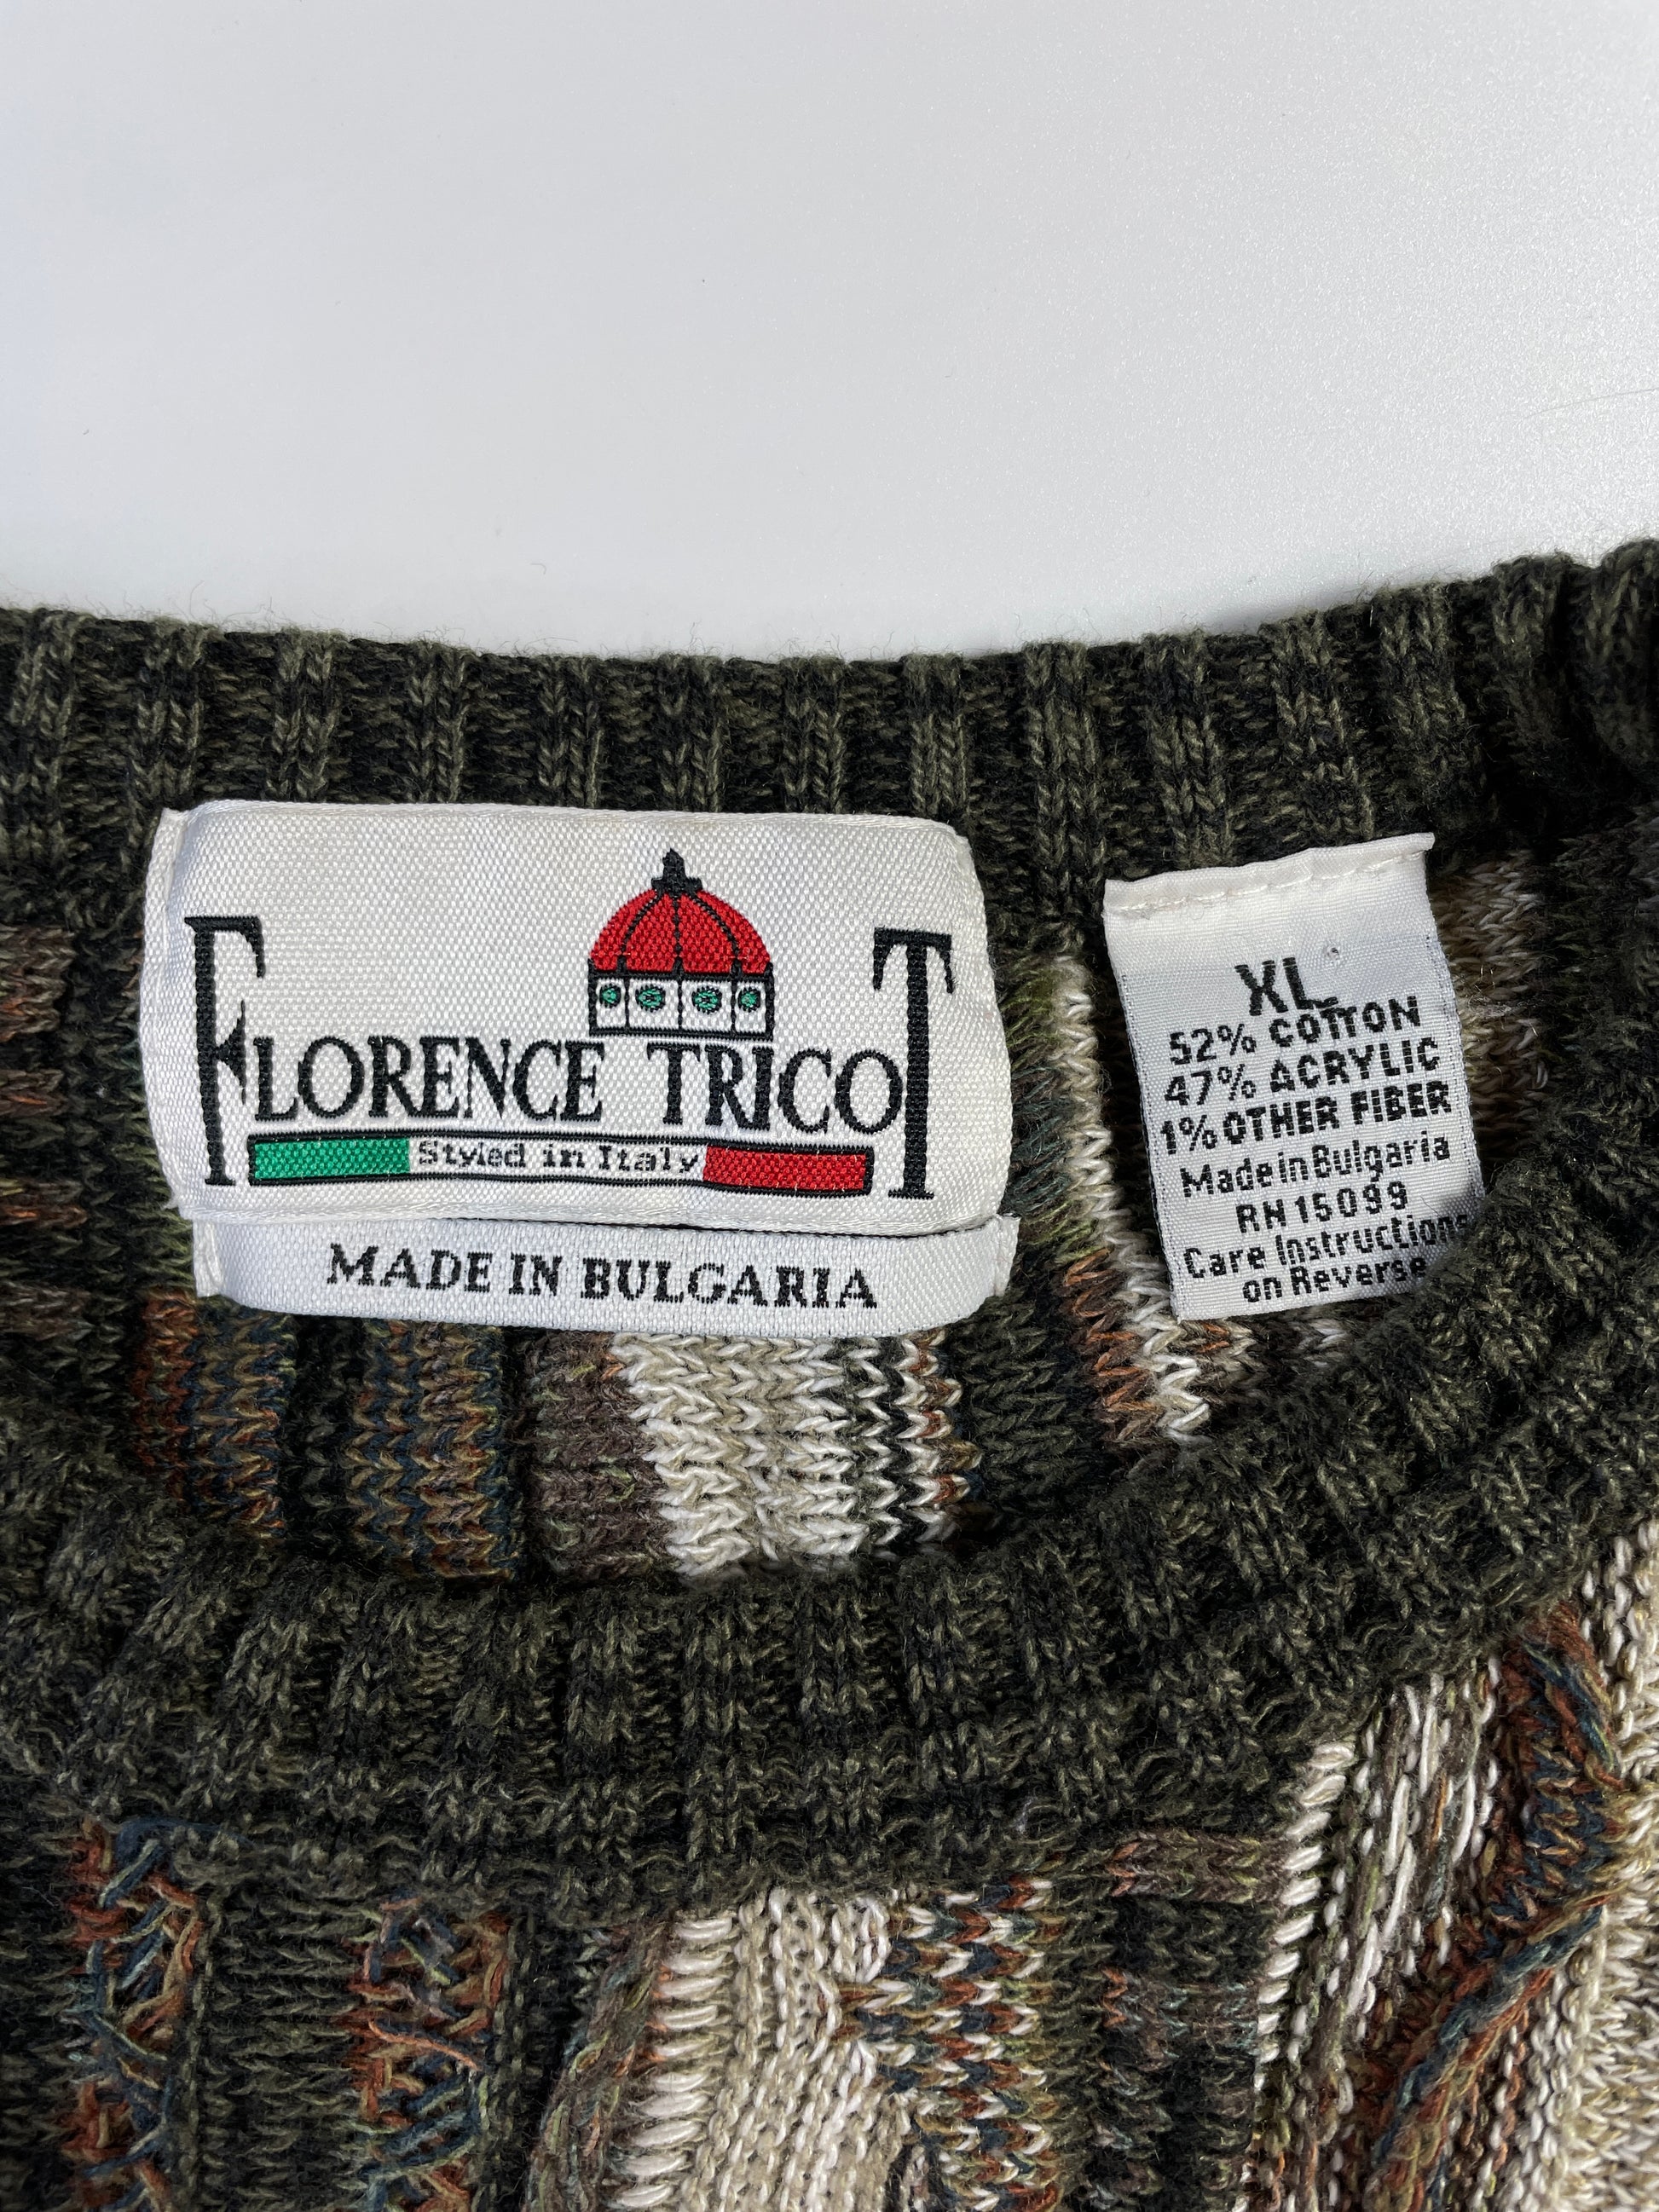 FLORENCE TRICOT
Styled in Italy
MADE IN BULGARIA
XL
52% COTTON
47% ACRYLIC
1% OTHER FIBER
Made in Bulgaria
RN 15099
Care Instructions
on Reverse